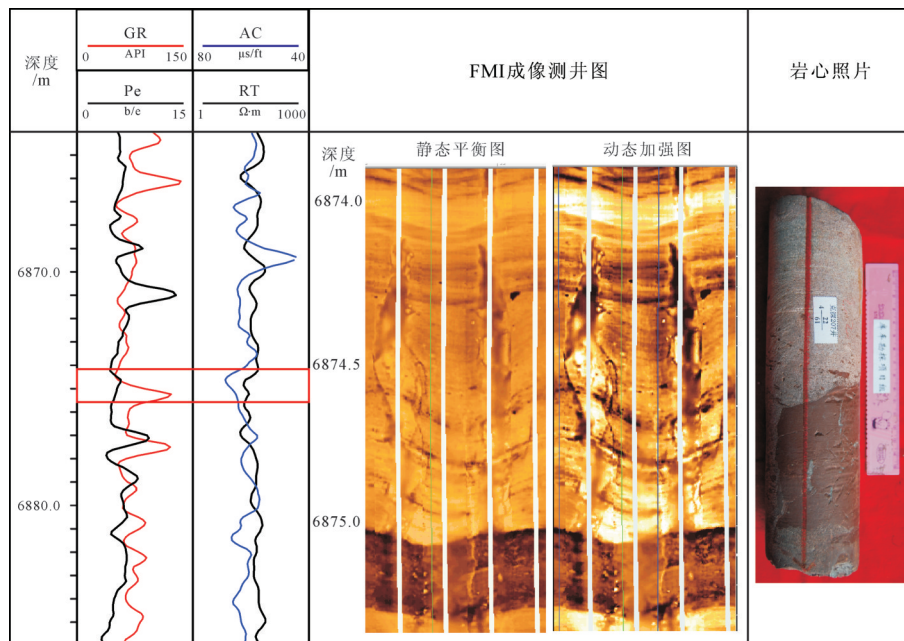 深度
/m
GR
0 API 150
Pe
0 b/e 15
AC
80 μs/ft 40
RT
1 Ω·m 1000
FMI成像测井图
岩心照片
深度
/m
静态平衡图
动态加强图
6870.0
6880.0
6874.0
6874.5
6875.0